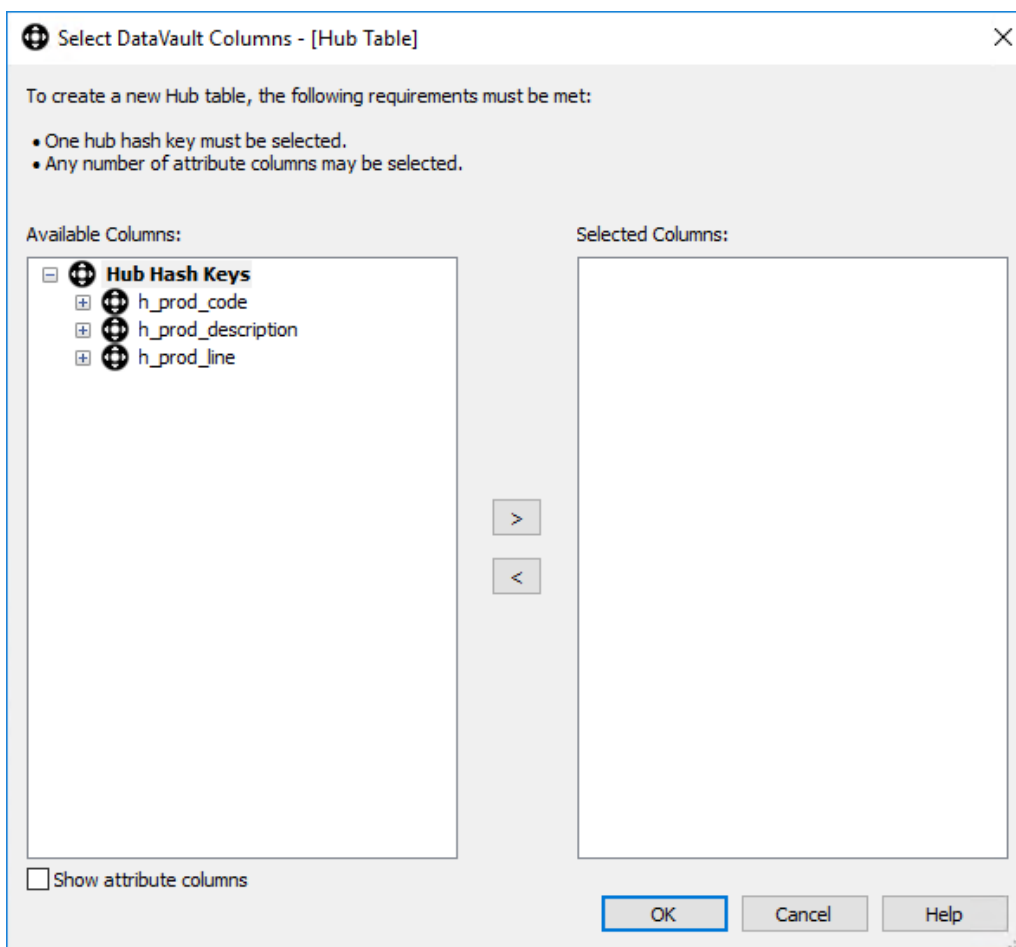 Select DataVault Columns - [Hub Table]
To create a new Hub table, the following requirements must be met:
• One hub hash key must be selected.
• Any number of attribute columns may be selected.
Available Columns:
Selected Columns:
Hub Hash Keys
h_prod_code
h_prod_description
h_prod_line
>
<
Show attribute columns
OK
Cancel
Help